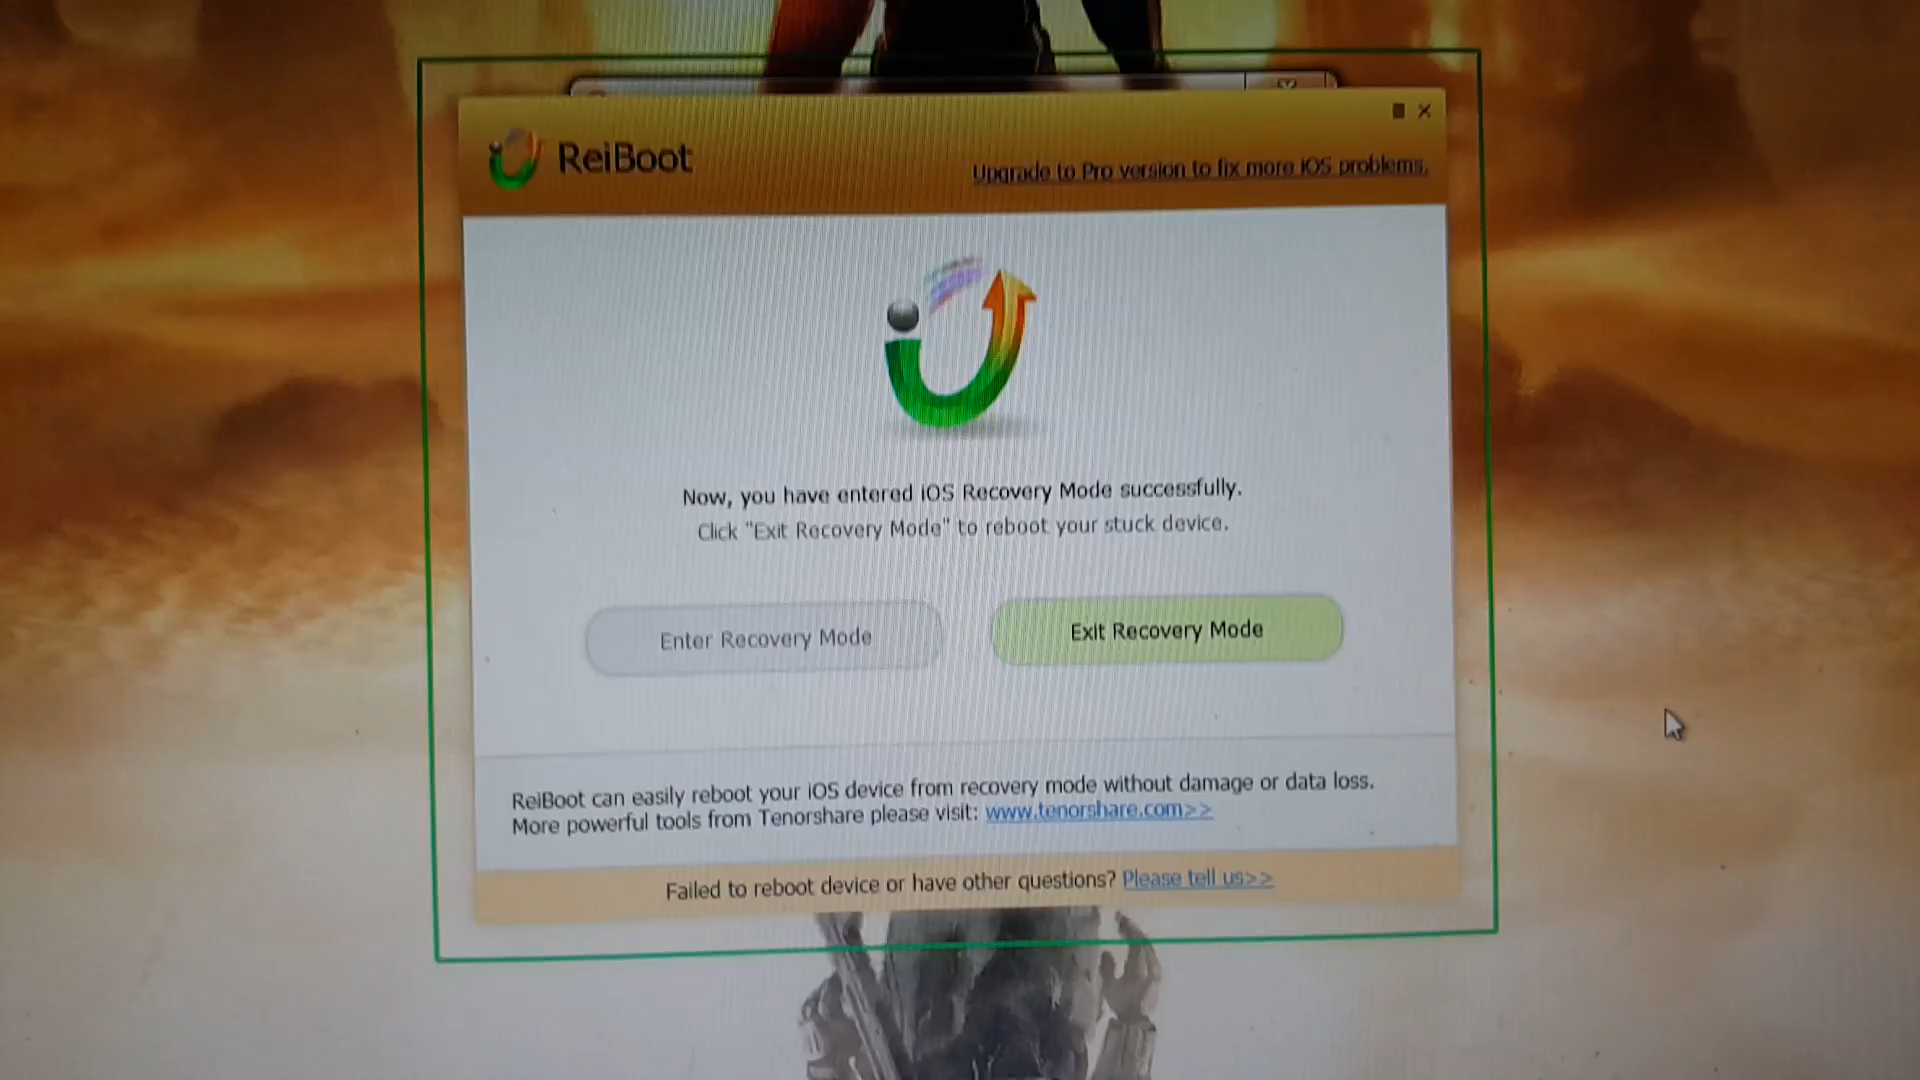 ReiBoot
Upgrade to Pro version to fix more iOS problems.
Now, you have entered iOS Recovery Mode successfully.
Click "Exit Recovery Mode" to reboot your stuck device.
Enter Recovery Mode
Exit Recovery Mode
ReiBoot can easily reboot your iOS device from recovery mode without damage or data loss.
More powerful tools from Tenorshare please visit: www.tenorshare.com>>
Failed to reboot device or have other questions? Please tell us>>